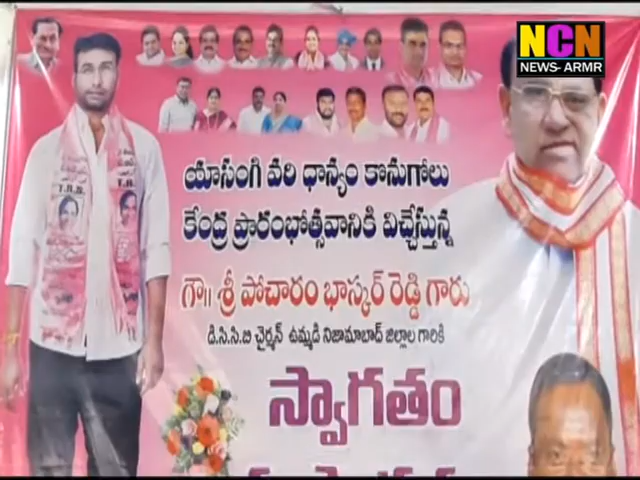 NCN
NEWS- ARMR
యాసంగి వరి ధాన్యం కొనుగోలు
కేంద్ర ప్రారంభోత్సవానికి విచ్చేస్తున్న
గౌ|| శ్రీ పోచారం భాస్కర్ రెడ్డి గారు
డి.సి.సి.బి చైర్మన్ ఉమ్మడి నిజామాబాద్ జిల్లాల గారికి
స్వాగతం
T.R.S